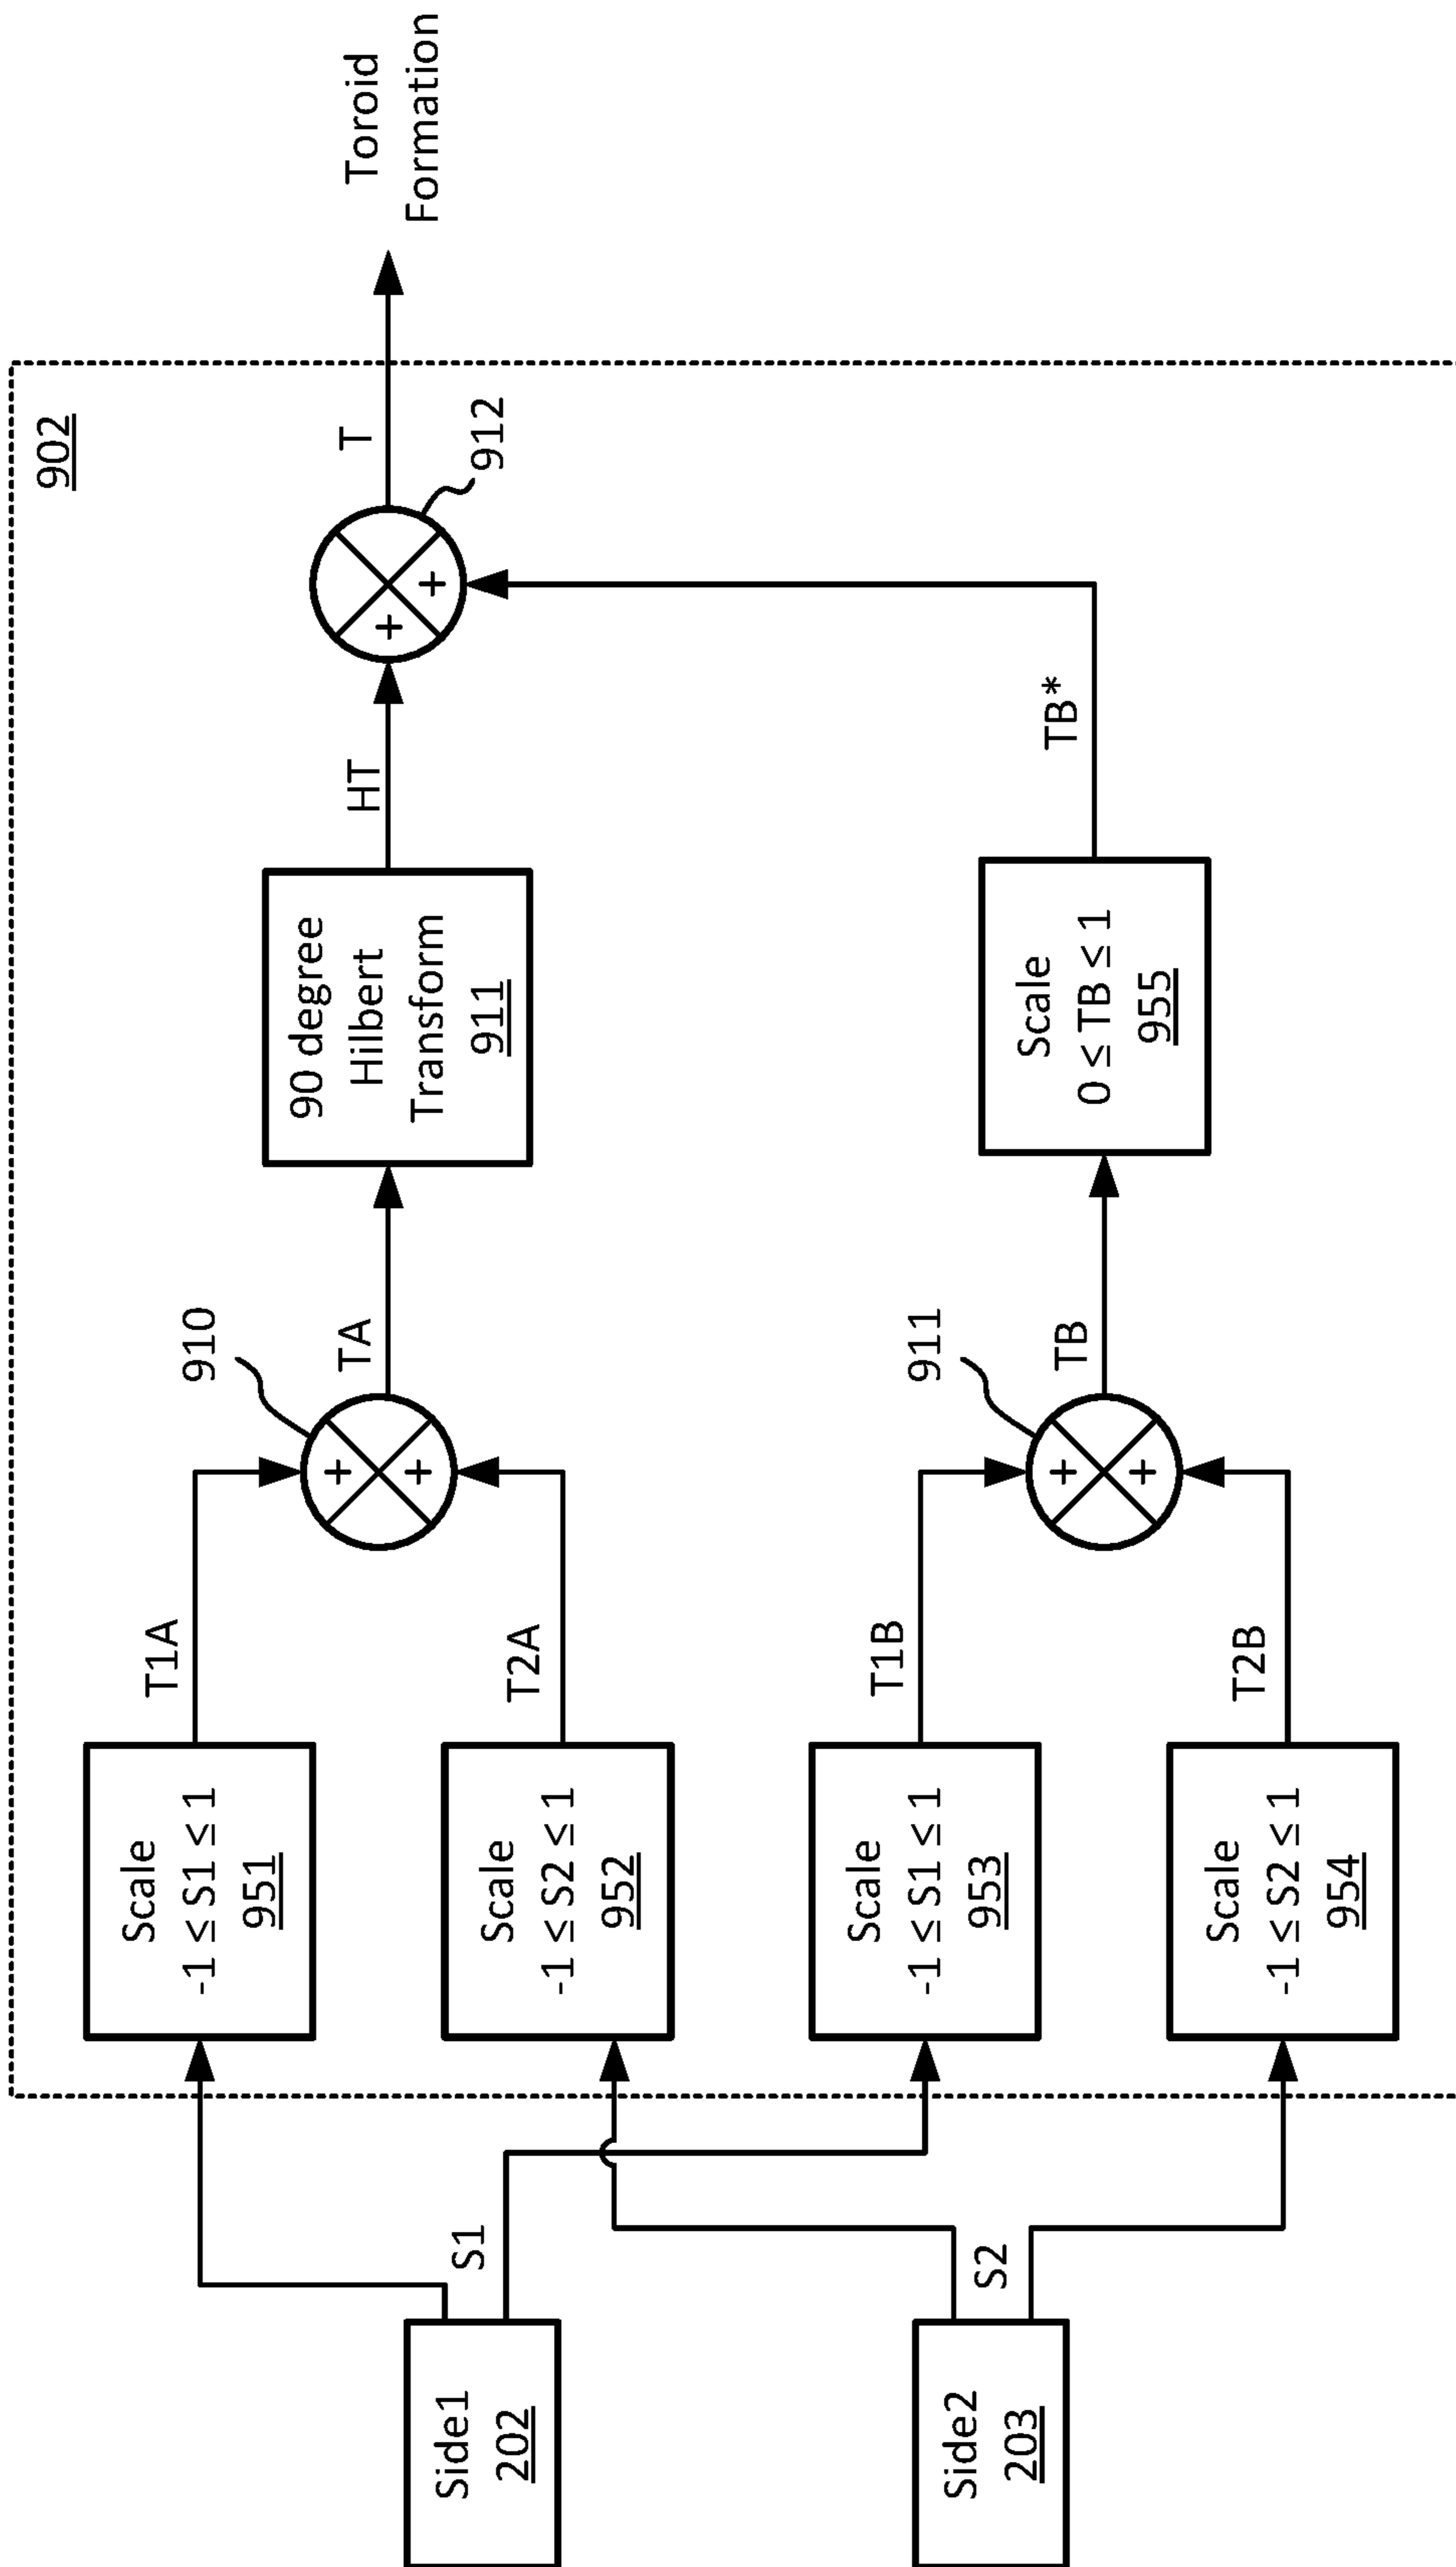 902
Side1
202
Side2
203
S1
S2
Scale
-1 ≤ S1 ≤ 1
951
Scale
-1 ≤ S2 ≤ 1
952
Scale
-1 ≤ S1 ≤ 1
953
Scale
-1 ≤ S2 ≤ 1
954
T1A
T2A
T1B
T2B
910
+
+
911
+
+
TA
TB
90 degree
Hilbert
Transform
911
Scale
0 ≤ TB ≤ 1
955
HT
TB*
+
+
912
T
Toroid
Formation